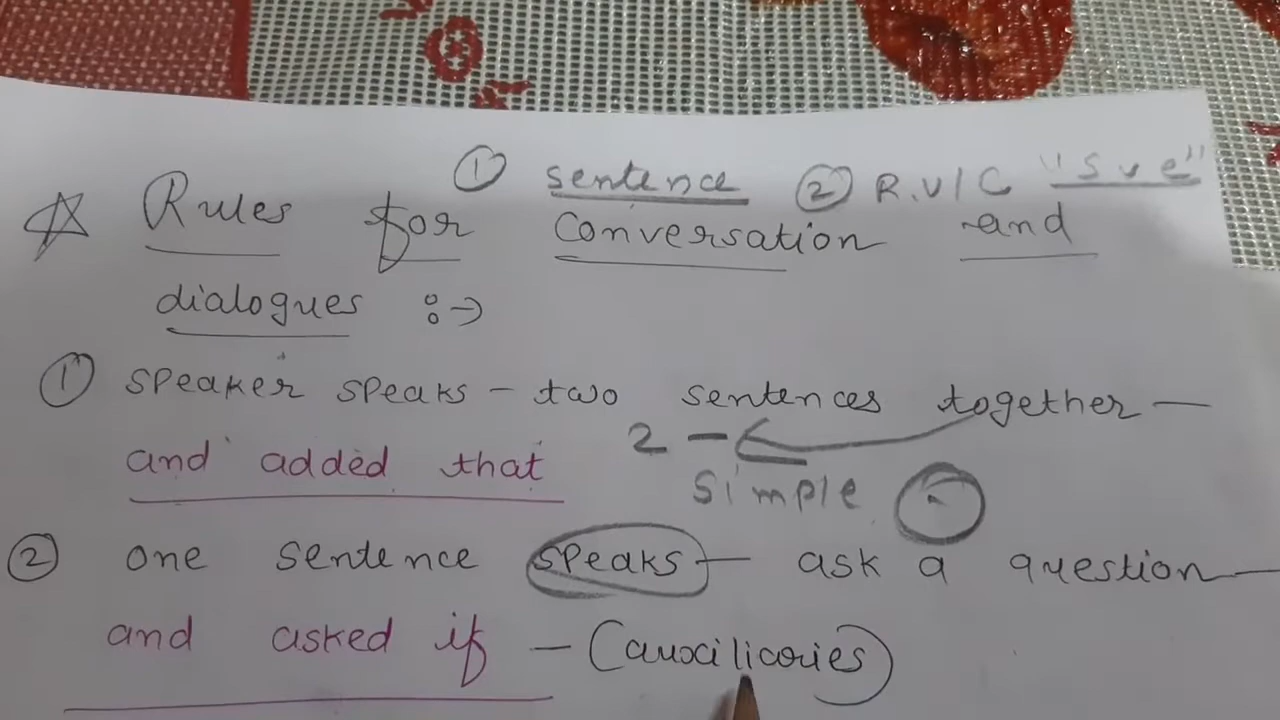 ① sentence ② R.V/C "S v e"
☆ Rules for conversation and
dialogues :→
① speaker speaks - two sentences together —
and added that 2 —
simple
② one sentence speaks — ask a question —
and asked if — (auxilicories)